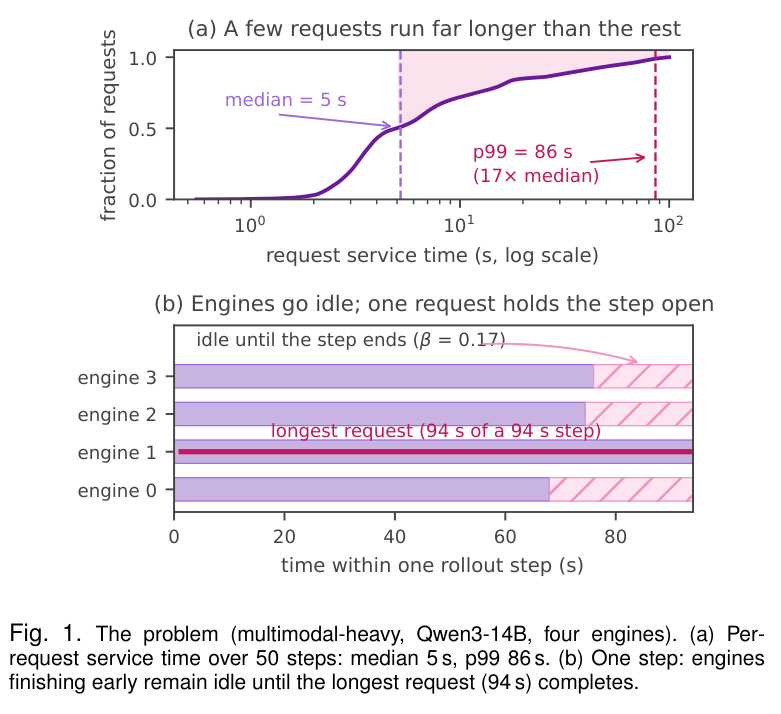 (a) A few requests run far longer than the rest
fraction of requests
1.0
0.5
0.0
median = 5 s
p99 = 86 s
(17× median)
10⁰
10¹
10²
request service time (s, log scale)
(b) Engines go idle; one request holds the step open
idle until the step ends (β = 0.17)
engine 3
engine 2
longest request (94 s of a 94 s step)
engine 1
engine 0
0
20
40
60
80
time within one rollout step (s)
Fig. 1. The problem (multimodal-heavy, Qwen3-14B, four engines). (a) Per-
request service time over 50 steps: median 5 s, p99 86 s. (b) One step: engines
finishing early remain idle until the longest request (94 s) completes.